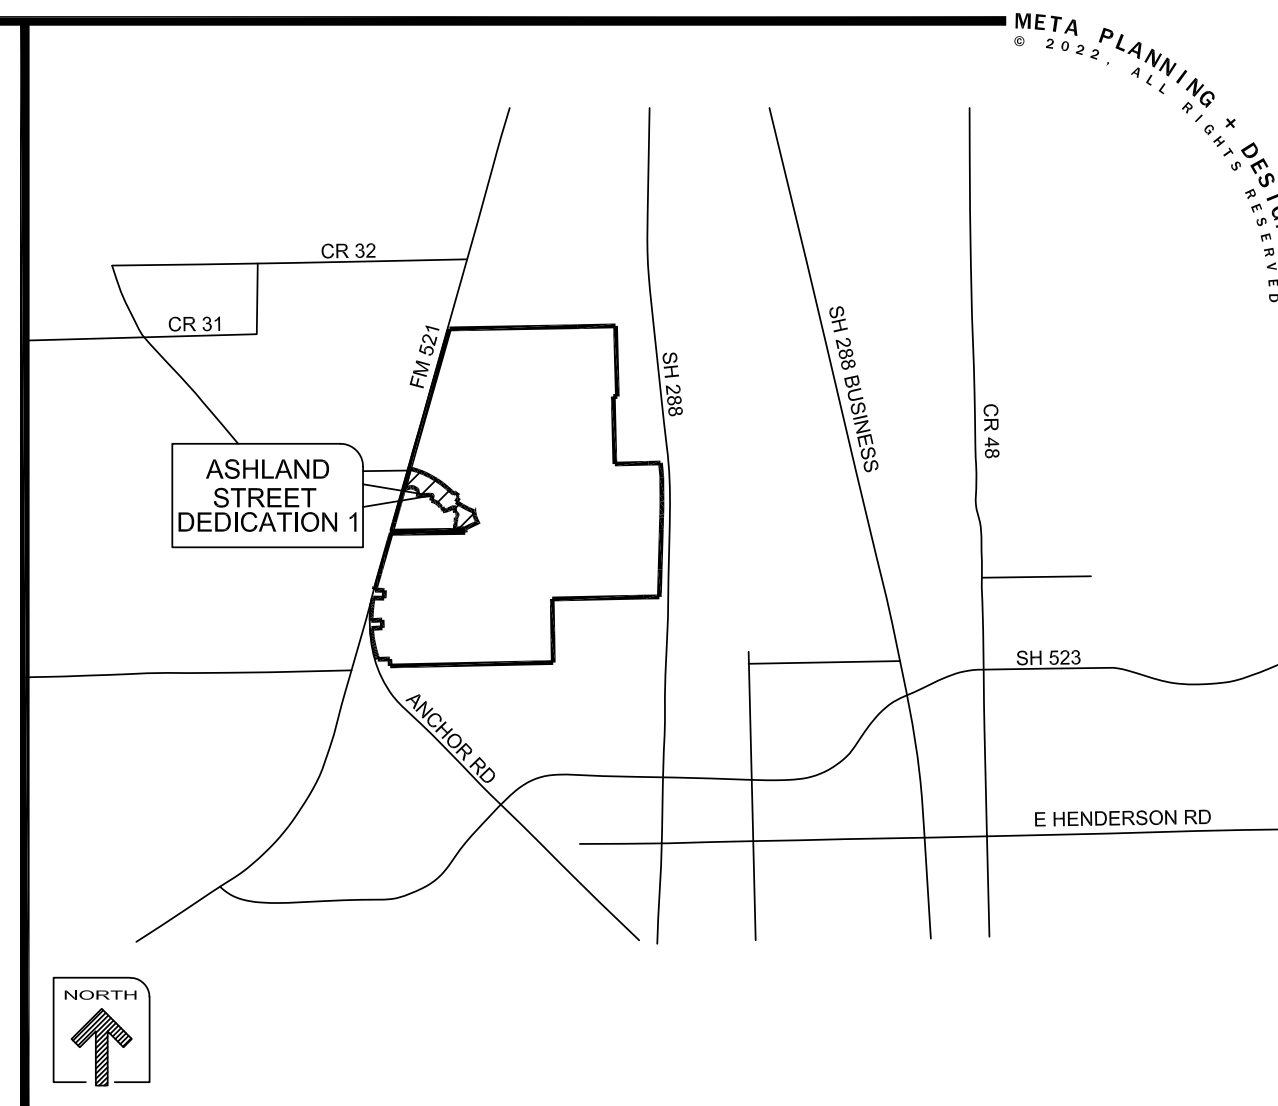 META PLANNING + DESIGN
© 2022, ALL RIGHTS RESERVED
CR 32
CR 31
FM 521
SH 288
SH 288 BUSINESS
CR 48
ASHLAND
STREET
DEDICATION 1
SH 523
ANCHOR RD
E HENDERSON RD
NORTH